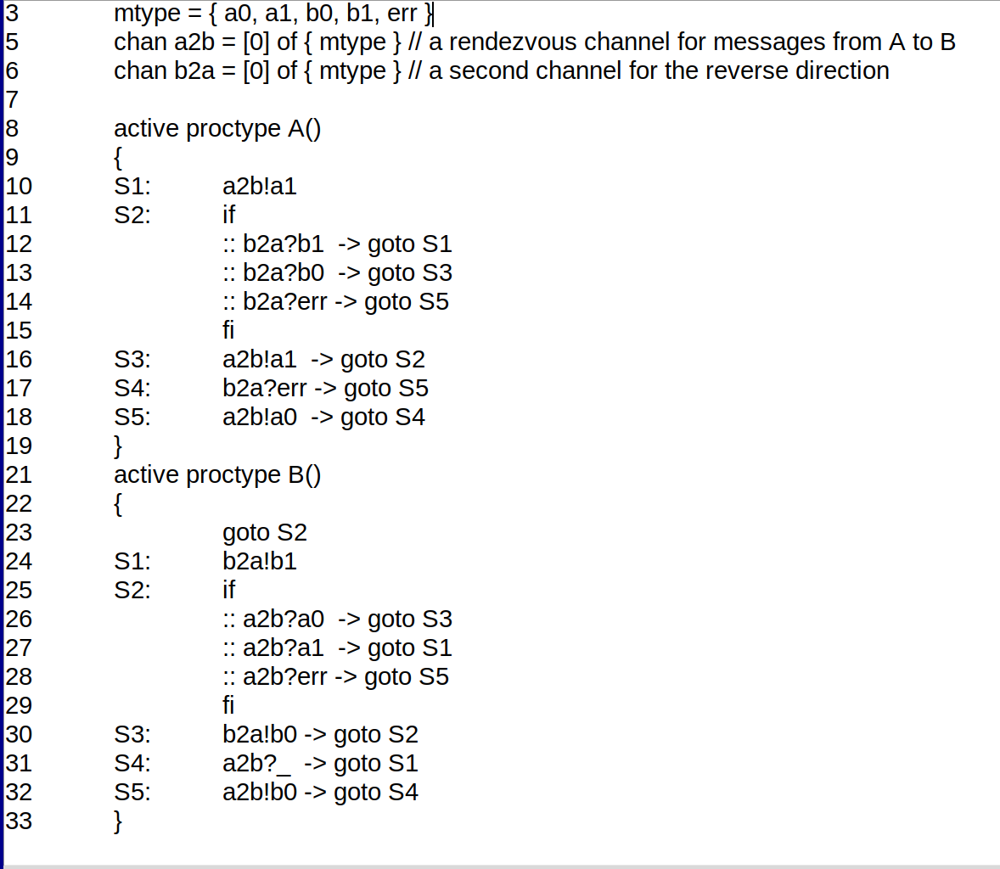 3 mtype = { a0, a1, b0, b1, err }
5 chan a2b = [0] of { mtype } // a rendezvous channel for messages from A to B
6 chan b2a = [0] of { mtype } // a second channel for the reverse direction
7
8 active proctype A()
9 {
10 S1: a2b!a1
11 S2: if
12 :: b2a?b1 -> goto S1
13 :: b2a?b0 -> goto S3
14 :: b2a?err -> goto S5
15 fi
16 S3: a2b!a1 -> goto S2
17 S4: b2a?err -> goto S5
18 S5: a2b!a0 -> goto S4
19 }
21 active proctype B()
22 {
23 goto S2
24 S1: b2a!b1
25 S2: if
26 :: a2b?a0 -> goto S3
27 :: a2b?a1 -> goto S1
28 :: a2b?err -> goto S5
29 fi
30 S3: b2a!b0 -> goto S2
31 S4: a2b?_ -> goto S1
32 S5: a2b!b0 -> goto S4
33 }